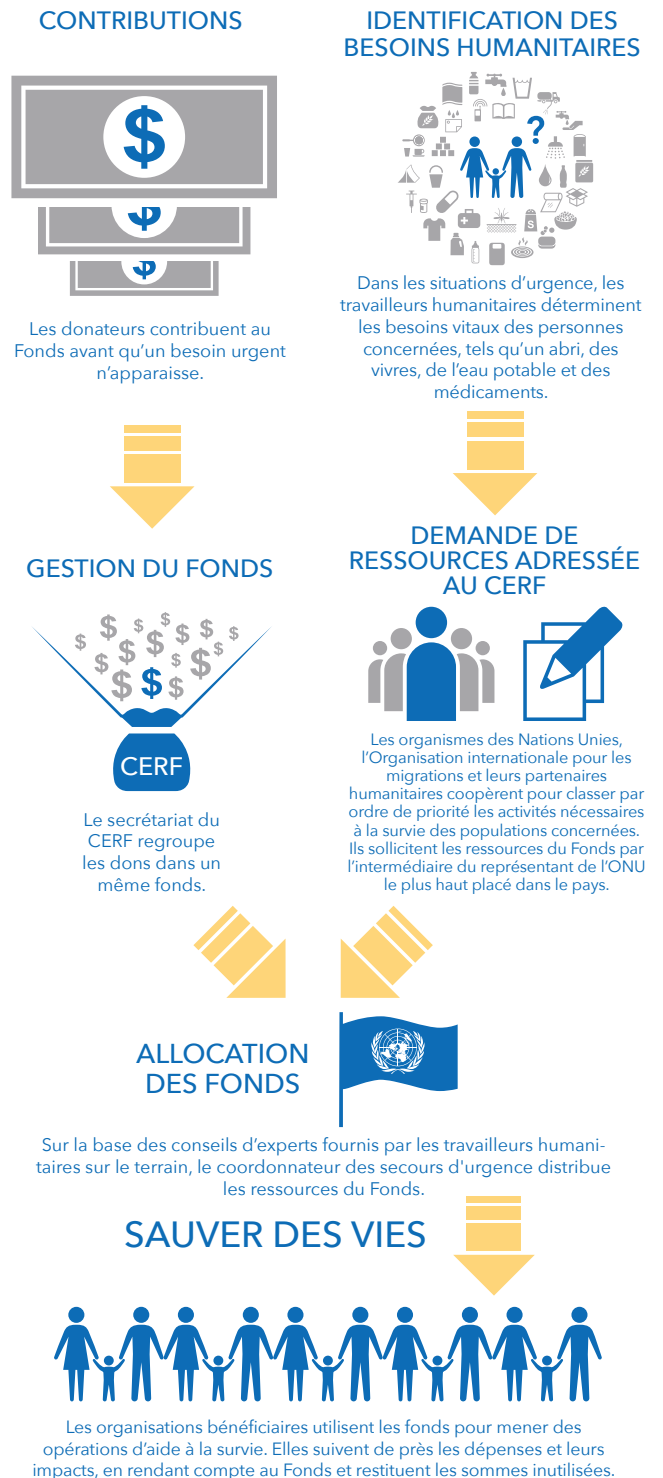 CONTRIBUTIONS
$
$
$
Les donateurs contribuent au
Fonds avant qu’un besoin urgent
n’apparaisse.
IDENTIFICATION DES
BESOINS HUMANITAIRES
?
S
Dans les situations d’urgence, les
travailleurs humanitaires déterminent
les besoins vitaux des personnes
concernées, tels qu’un abri, des
vivres, de l’eau potable et des
médicaments.
GESTION DU FONDS
$ $ $ $ $ $ $
$ $ $ $ $
$ $ $
CERF
Le secrétariat du
CERF regroupe
les dons dans un
même fonds.
DEMANDE DE
RESSOURCES ADRESSÉE
AU CERF
Les organismes des Nations Unies,
l’Organisation internationale pour les
migrations et leurs partenaires
humanitaires coopèrent pour classer par
ordre de priorité les activités nécessaires
à la survie des populations concernées.
Ils sollicitent les ressources du Fonds par
l’intermédiaire du représentant de l’ONU
le plus haut placé dans le pays.
ALLOCATION
DES FONDS
Sur la base des conseils d’experts fournis par les travailleurs humani-
taires sur le terrain, le coordonnateur des secours d'urgence distribue
les ressources du Fonds.
SAUVER DES VIES
Les organisations bénéficiaires utilisent les fonds pour mener des
opérations d’aide à la survie. Elles suivent de près les dépenses et leurs
impacts, en rendant compte au Fonds et restituent les sommes inutilisées.